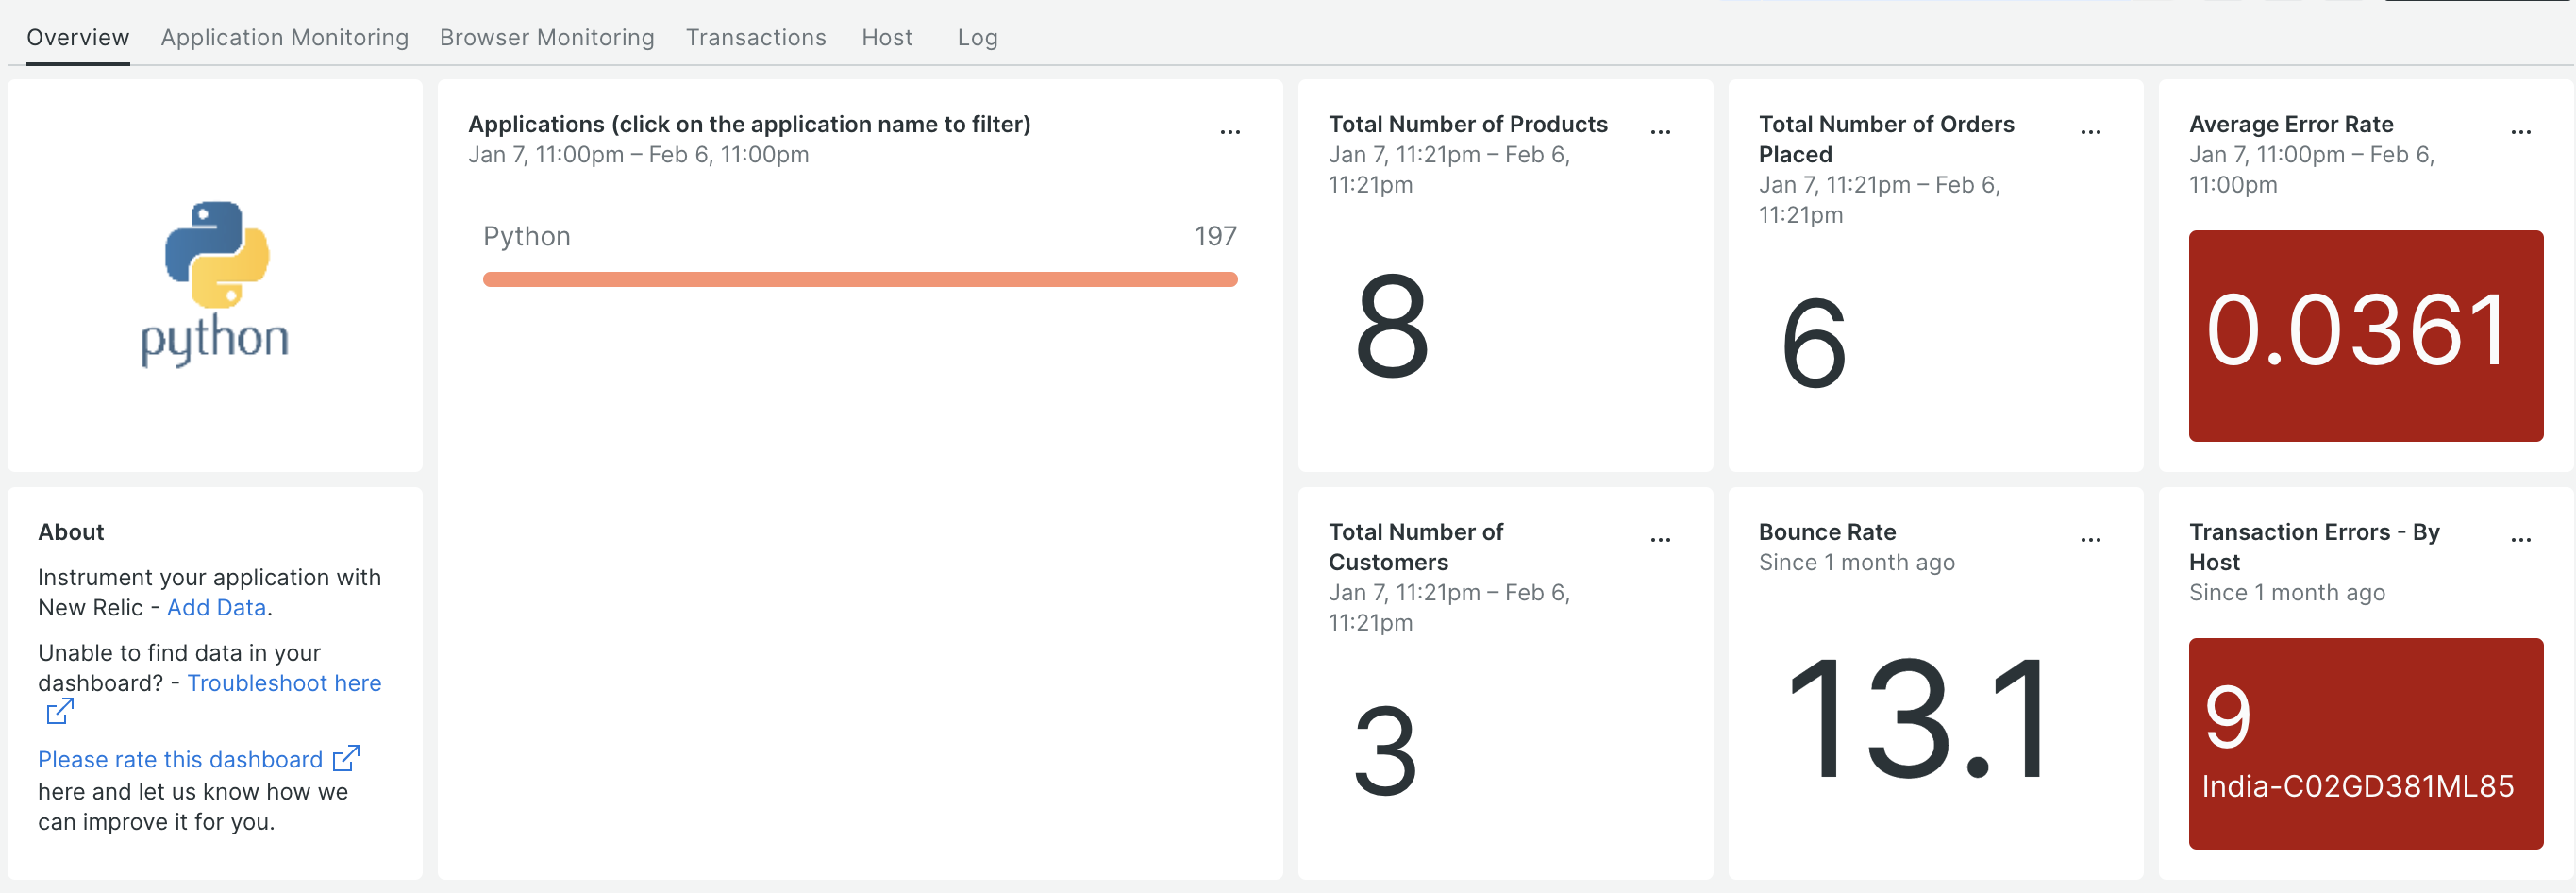 Overview Application Monitoring Browser Monitoring Transactions Host Log
python
Applications (click on the application name to filter)
Jan 7, 11:00pm – Feb 6, 11:00pm
Python 197
Total Number of Products
Jan 7, 11:21pm – Feb 6,
11:21pm
8
Total Number of Orders
Placed
Jan 7, 11:21pm – Feb 6,
11:21pm
6
Average Error Rate
Jan 7, 11:00pm – Feb 6,
11:00pm
0.0361
About
Instrument your application with
New Relic - Add Data.
Unable to find data in your
dashboard? - Troubleshoot here
Please rate this dashboard
here and let us know how we
can improve it for you.
Total Number of
Customers
Jan 7, 11:21pm – Feb 6,
11:21pm
3
Bounce Rate
Since 1 month ago
13.1
Transaction Errors - By
Host
Since 1 month ago
9
India-C02GD381ML85